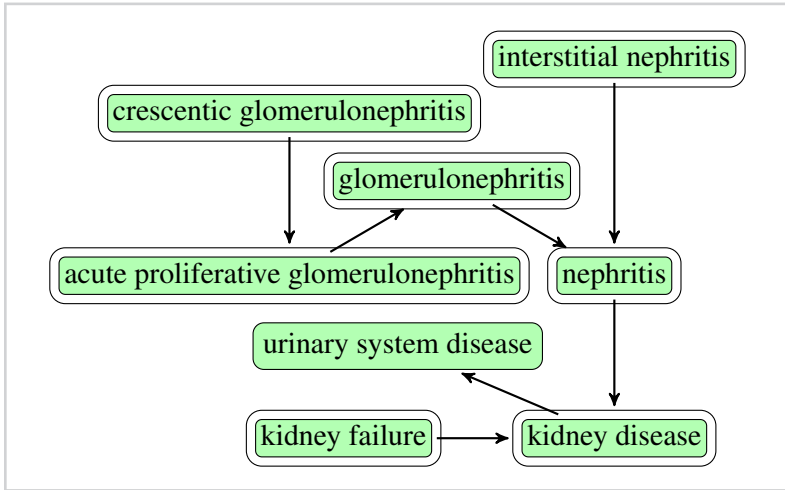 interstitial nephritis
crescentic glomerulonephritis
glomerulonephritis
acute proliferative glomerulonephritis
nephritis
urinary system disease
kidney failure
kidney disease